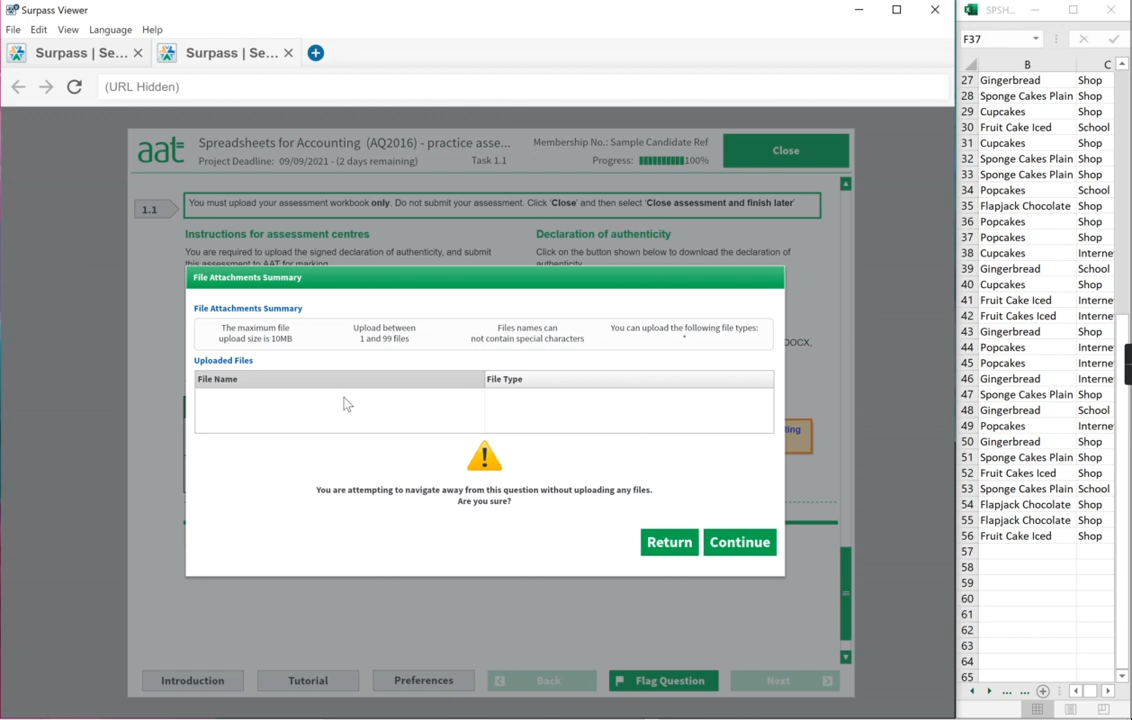 Surpass Viewer
File Edit View Language Help
Surpass | Se... Surpass | Se...
(URL Hidden)
aat
Spreadsheets for Accounting (AQ2016) - practice asse...
Project Deadline: 09/09/2021 - (2 days remaining)
Task 1.1
Membership No.: Sample Candidate Ref
Progress: 100%
Close
1.1
You must upload your assessment workbook only. Do not submit your assessment. Click 'Close' and then select 'Close assessment and finish later'
Instructions for assessment centres
You are required to upload the signed declaration of authenticity, and submit
this assessment to AAT for marking
Declaration of authenticity
Click on the button shown below to download the declaration of
authenticity
File Attachments Summary
File Attachments Summary
The maximum file
upload size is 10MB
Upload between
1 and 99 files
Files names can
not contain special characters
You can upload the following file types:
*
Uploaded Files
File Name File Type
You are attempting to navigate away from this question without uploading any files.
Are you sure?
Return Continue
Introduction Tutorial Preferences Back Flag Question Next
SPSH...
F37
B C
27 Gingerbread Shop
28 Sponge Cakes Plain Shop
29 Cupcakes Shop
30 Fruit Cake Iced School
31 Cupcakes Shop
32 Sponge Cakes Plain Shop
33 Sponge Cakes Plain Shop
34 Popcakes School
35 Flapjack Chocolate Shop
36 Popcakes Shop
37 Popcakes Shop
38 Cupcakes Interne
39 Gingerbread School
40 Cupcakes Shop
41 Fruit Cake Iced Interne
42 Fruit Cakes Iced Interne
43 Gingerbread Shop
44 Popcakes Interne
45 Popcakes Interne
46 Gingerbread Interne
47 Sponge Cakes Plain Shop
48 Gingerbread School
49 Popcakes Interne
50 Gingerbread Shop
51 Sponge Cakes Plain Shop
52 Fruit Cakes Iced Shop
53 Sponge Cakes Plain School
54 Flapjack Chocolate Shop
55 Flapjack Chocolate Shop
56 Fruit Cake Iced Shop
57
58
59
60
61
62
63
64
65